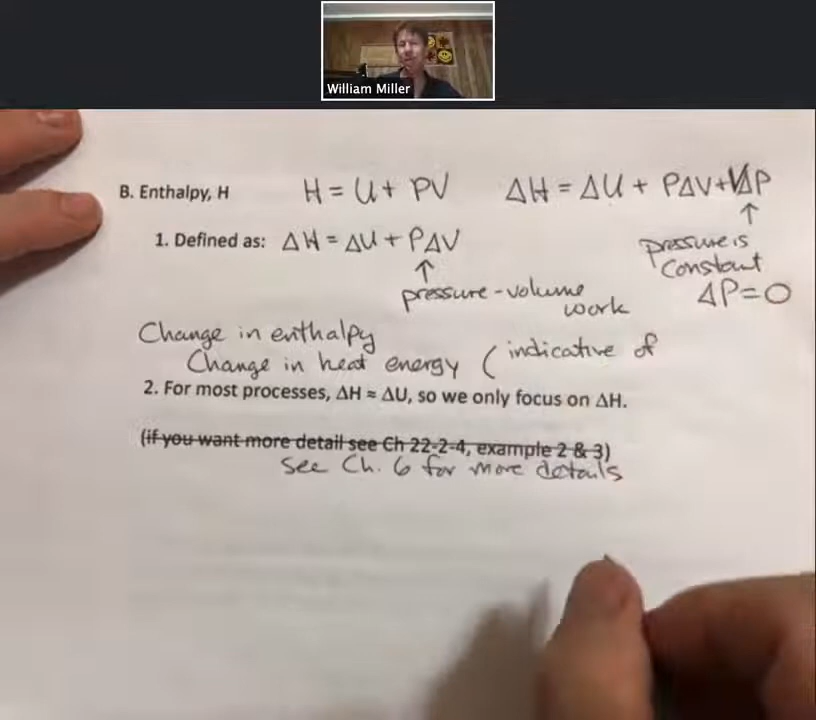 William Miller
B. Enthalpy, H H = U + PV ΔH = ΔU + PΔV + VΔP
↑
1. Defined as: ΔH = ΔU + PΔV
pressure is
constant
ΔP = 0
↑
pressure-volume
work
Change in enthalpy
Change in heat energy ( indicative of
2. For most processes, ΔH ≈ ΔU, so we only focus on ΔH.
(if you want more detail see Ch 22-2-4, example 2 & 3)
see Ch. 6 for more details